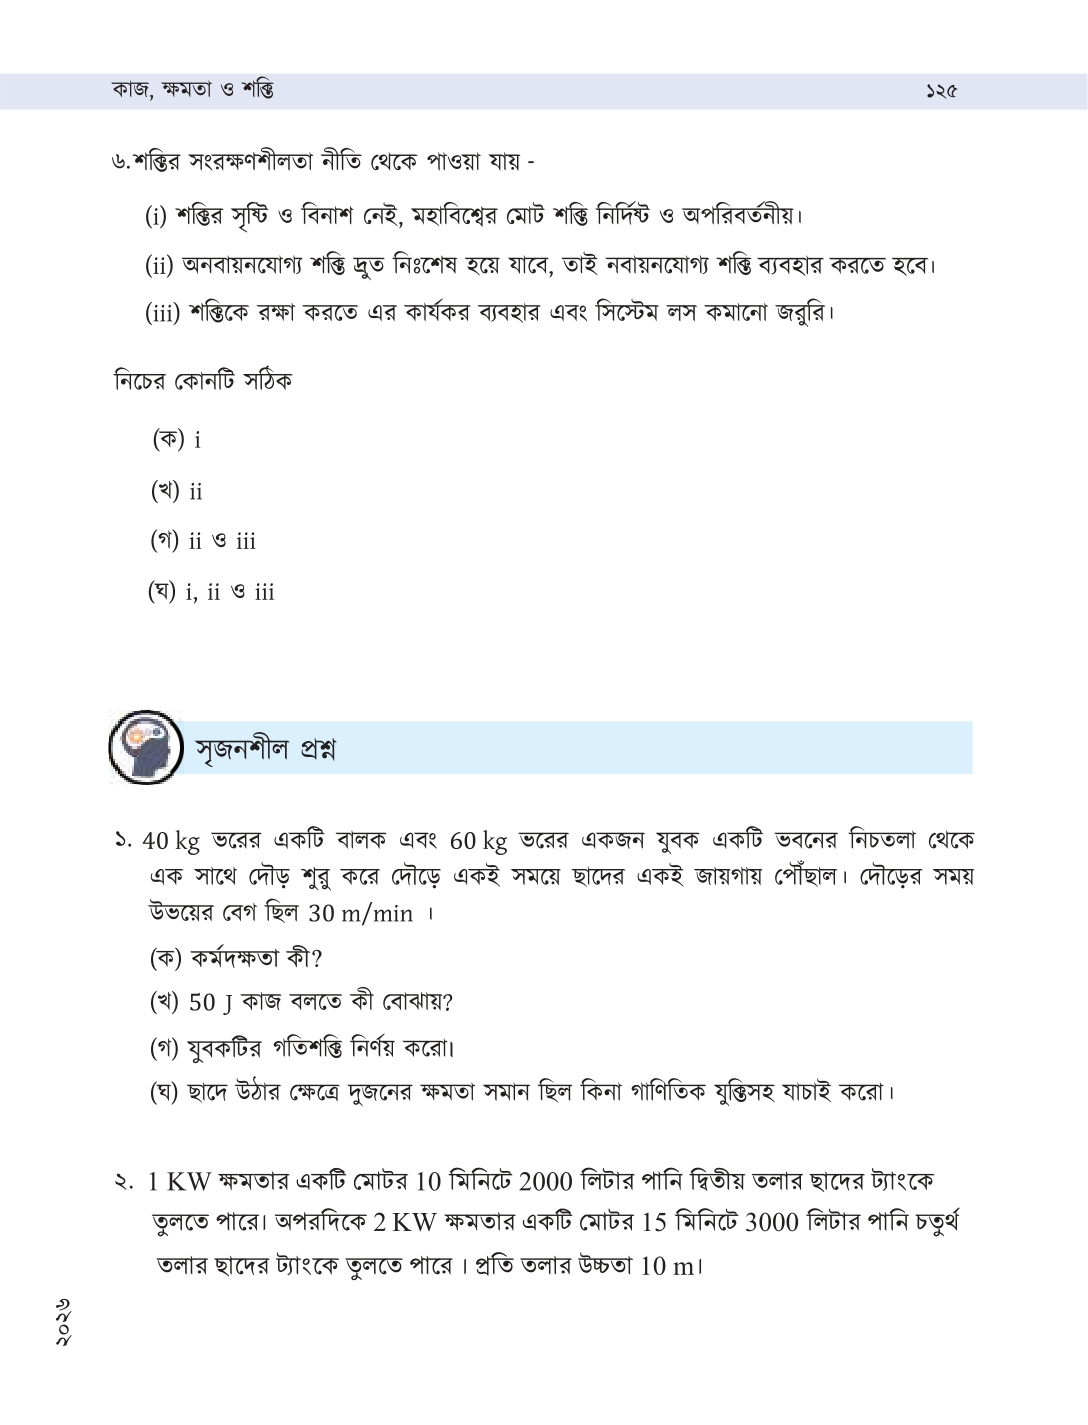 কাজ, ক্ষমতা ও শক্তি ১২৫
৬.শক্তির সংরক্ষণশীলতা নীতি থেকে পাওয়া যায় -
(i) শক্তির সৃষ্টি ও বিনাশ নেই, মহাবিশ্বের মোট শক্তি নির্দিষ্ট ও অপরিবর্তনীয়।
(ii) অনবায়নযোগ্য শক্তি দ্রুত নিঃশেষ হয়ে যাবে, তাই নবায়নযোগ্য শক্তি ব্যবহার করতে হবে।
(iii) শক্তিকে রক্ষা করতে এর কার্যকর ব্যবহার এবং সিস্টেম লস কমানো জরুরি।
নিচের কোনটি সঠিক
(ক) i
(খ) ii
(গ) ii ও iii
(ঘ) i, ii ও iii
সৃজনশীল প্রশ্ন
১. 40 kg ভরের একটি বালক এবং 60 kg ভরের একজন যুবক একটি ভবনের নিচতলা থেকে
এক সাথে দৌড় শুরু করে দৌড়ে একই সময়ে ছাদের একই জায়গায় পৌঁছাল। দৌড়ের সময়
উভয়ের বেগ ছিল 30 m/min ।
(ক) কর্মদক্ষতা কী?
(খ) 50 J কাজ বলতে কী বোঝায়?
(গ) যুবকটির গতিশক্তি নির্ণয় করো।
(ঘ) ছাদে উঠার ক্ষেত্রে দুজনের ক্ষমতা সমান ছিল কিনা গাণিতিক যুক্তিসহ যাচাই করো।
২. 1 KW ক্ষমতার একটি মোটর 10 মিনিটে 2000 লিটার পানি দ্বিতীয় তলার ছাদের ট্যাংকে
তুলতে পারে। অপরদিকে 2 KW ক্ষমতার একটি মোটর 15 মিনিটে 3000 লিটার পানি চতুর্থ
তলার ছাদের ট্যাংকে তুলতে পারে । প্রতি তলার উচ্চতা 10 m।
২০২৬